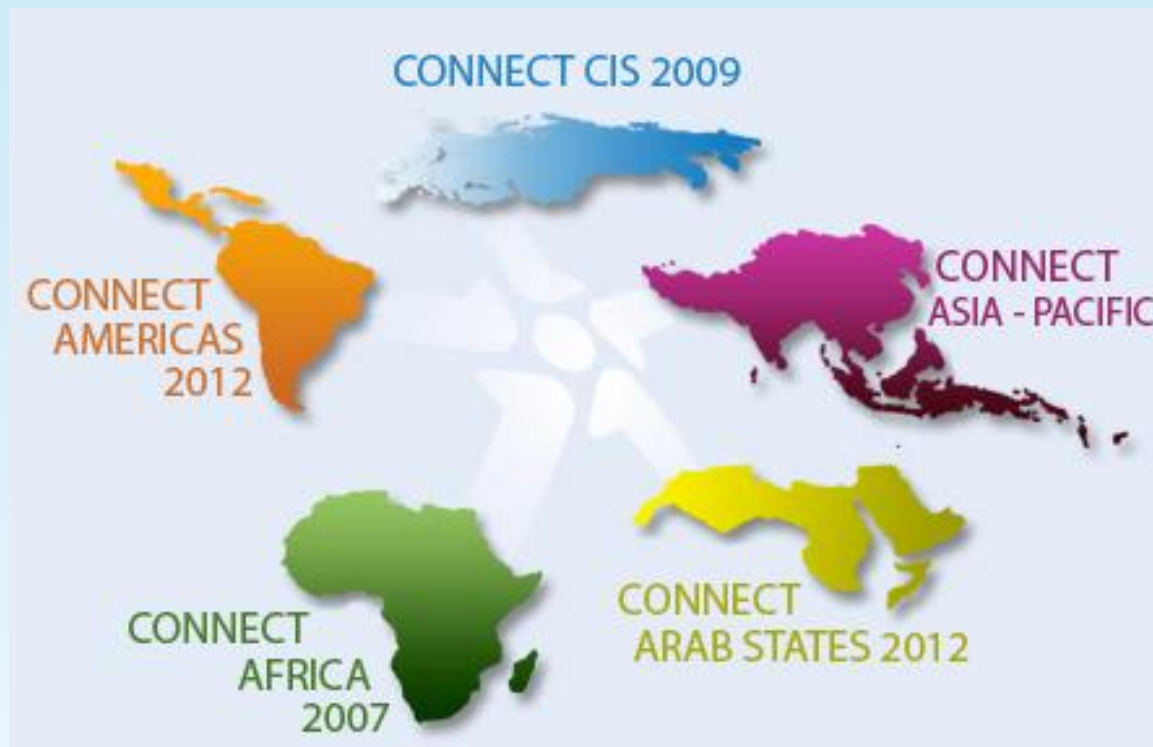 CONNECT CIS 2009
CONNECT
AMERICAS
2012
CONNECT
ASIA - PACIFIC
CONNECT
AFRICA
2007
CONNECT
ARAB STATES 2012